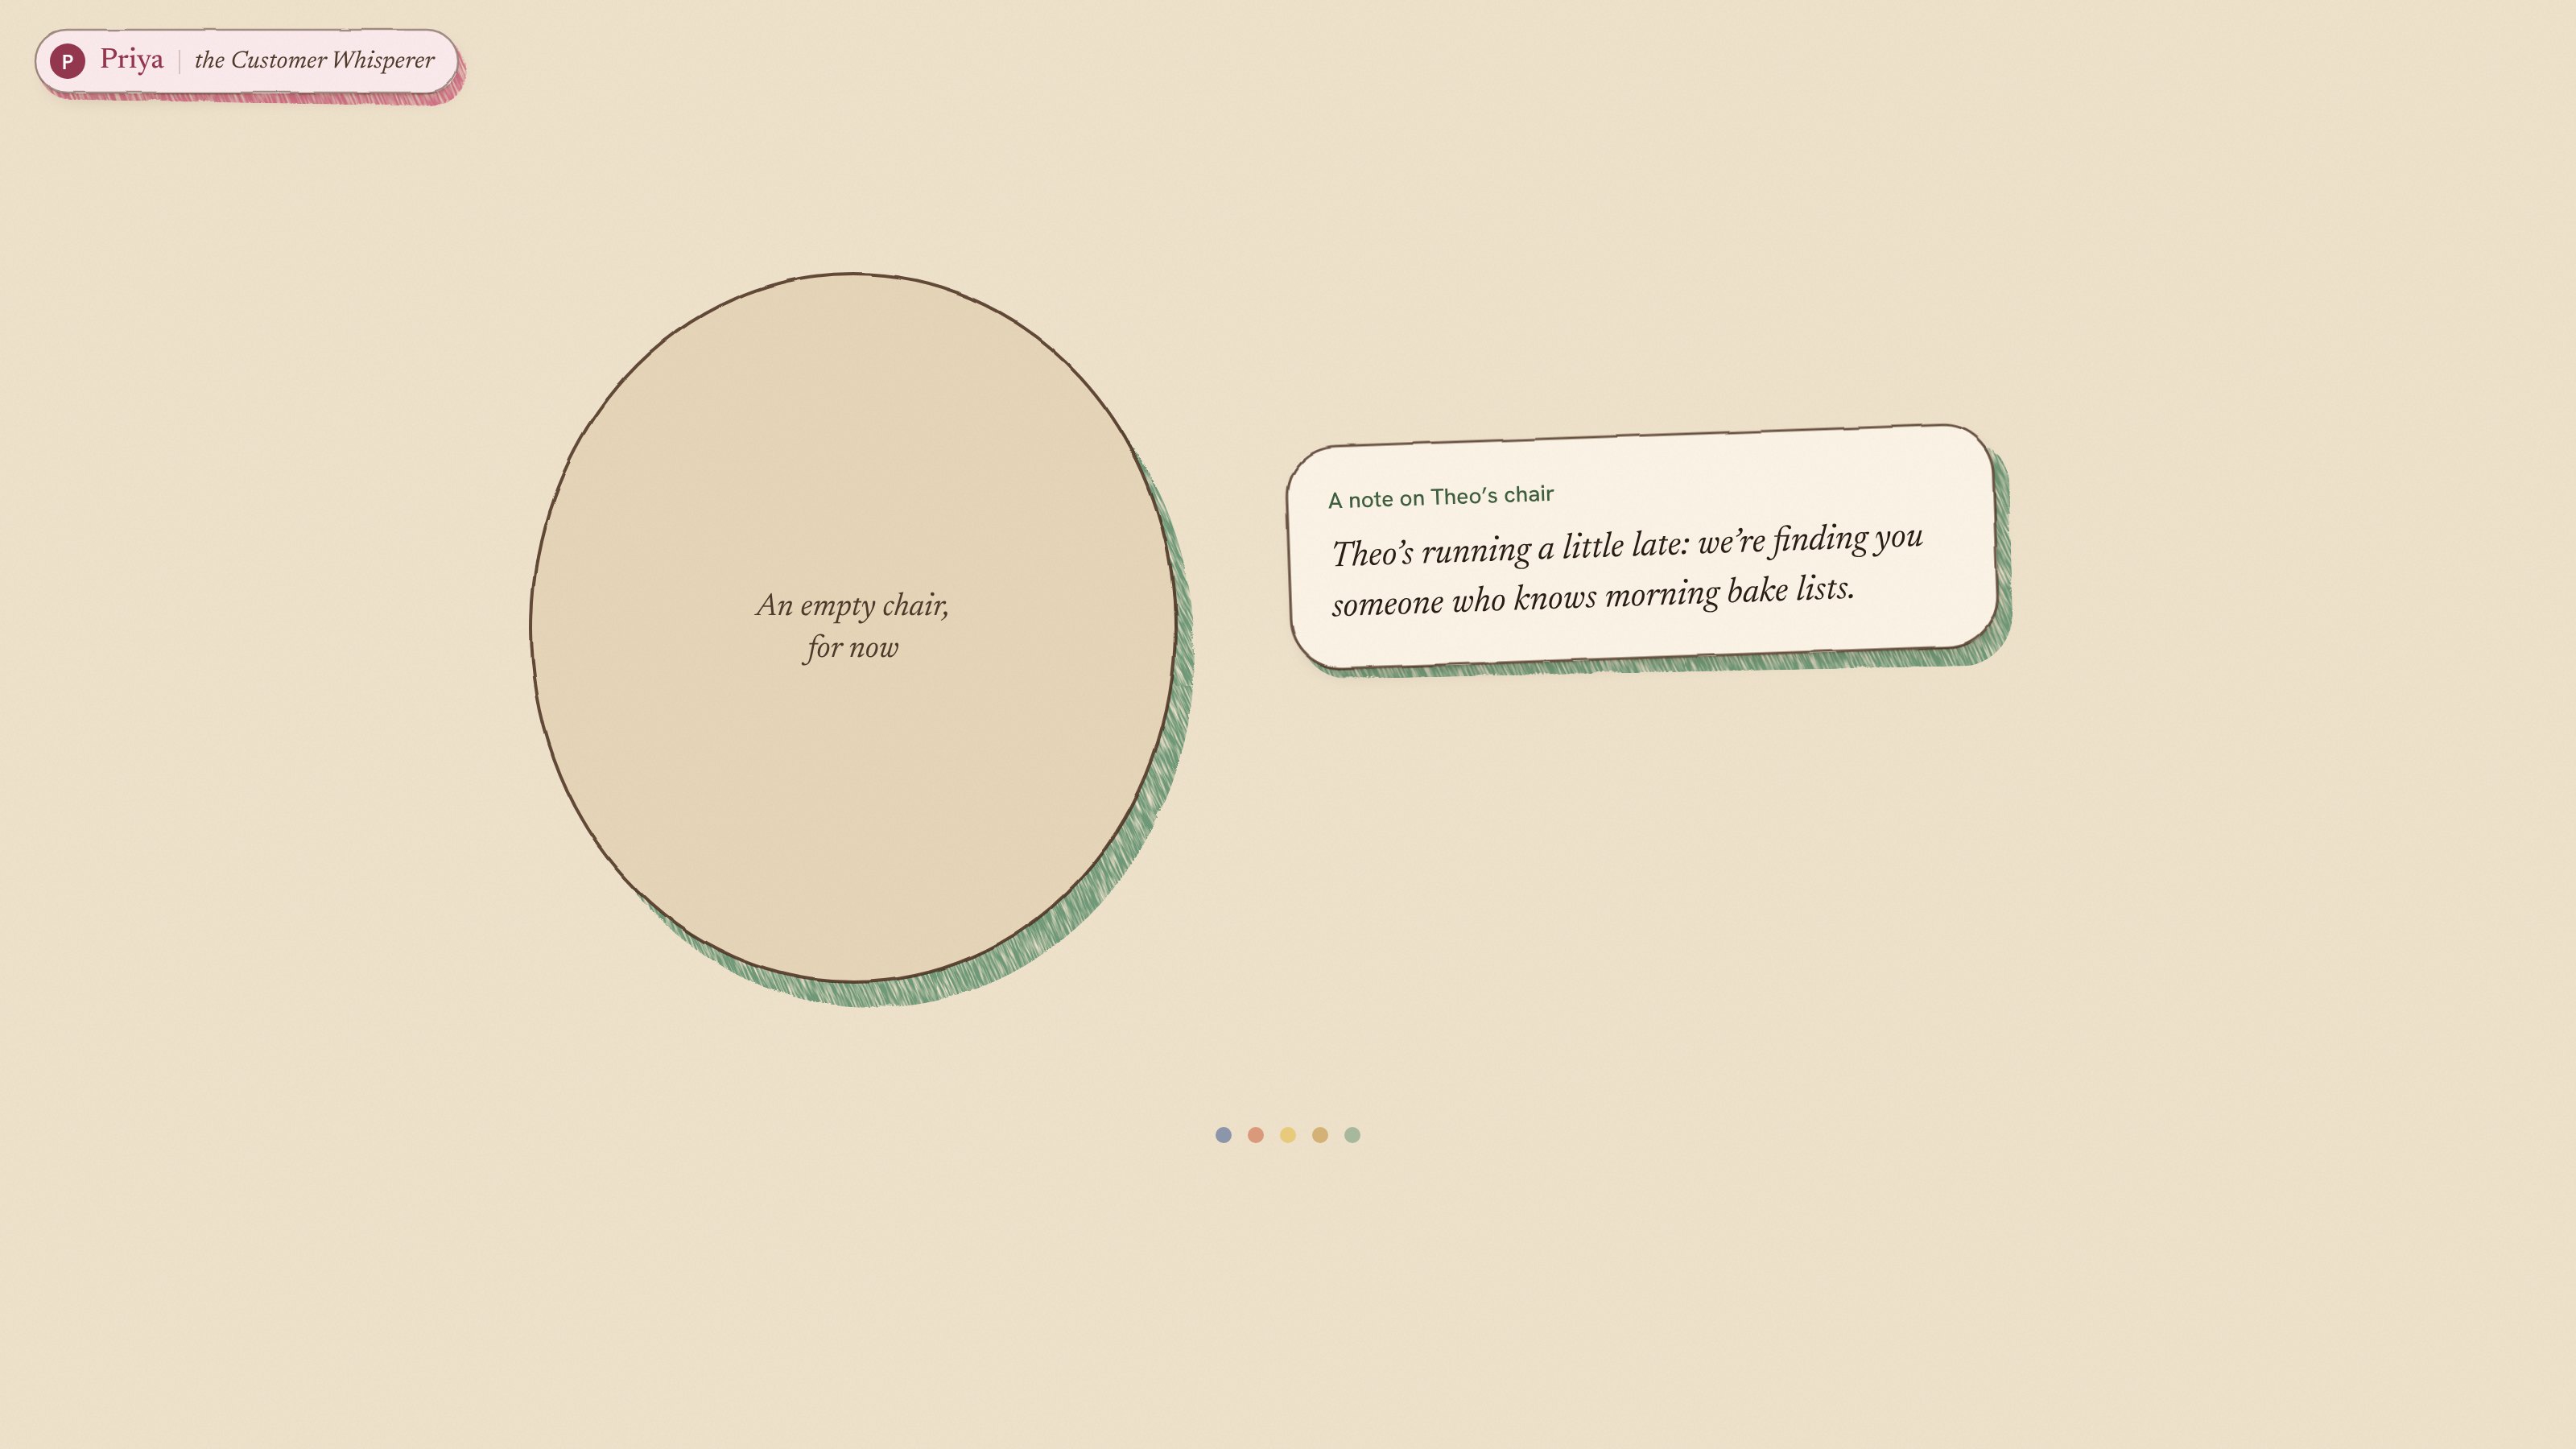 P Priya the Customer Whisperer
An empty chair,
for now
A note on Theo’s chair
Theo’s running a little late: we’re finding you
someone who knows morning bake lists.